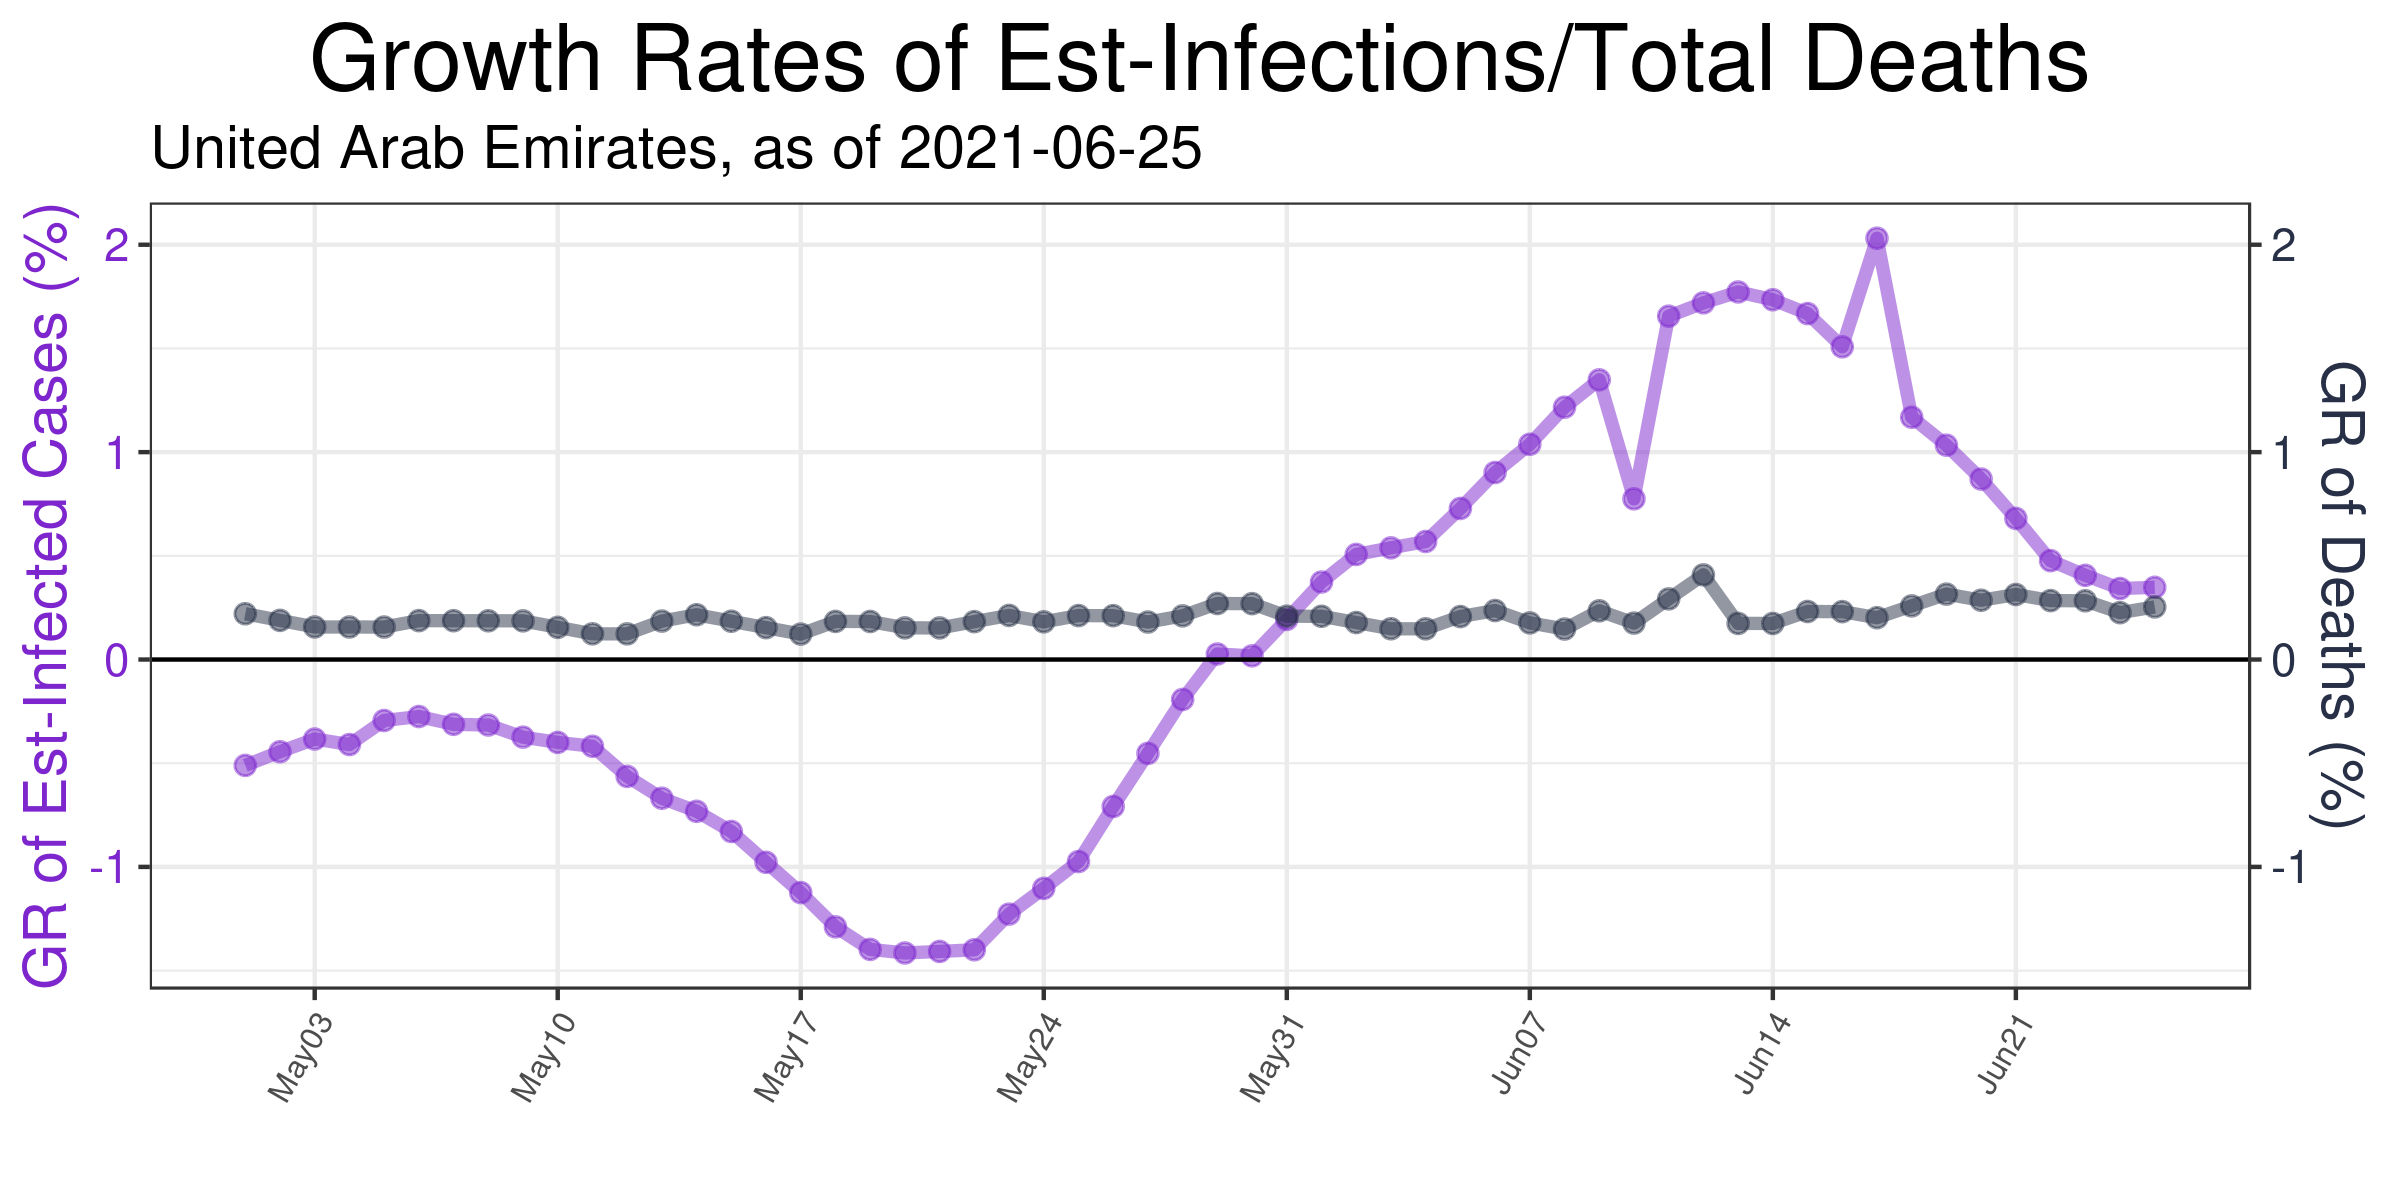 Growth Rates of Est-Infections/Total Deaths
United Arab Emirates, as of 2021-06-25
GR of Est-Infected Cases (%)
2
1
0
-1
2
1
0
-1
GR of Deaths (%)
May03
May10
May17
May24
May31
Jun07
Jun14
Jun21